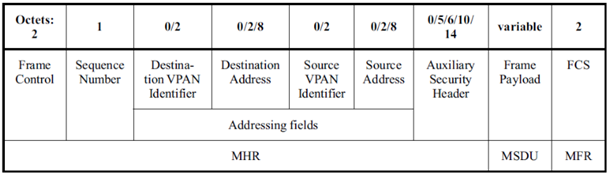 Octets: 2 1 0/2 0/2/8 0/2 0/2/8 0/5/6/10/14 variable 2
Frame Control Sequence Number Destina-tion VPAN Identifier Destination Address Source VPAN Identifier Source Address Auxiliary Security Header Frame Payload FCS
Addressing fields
MHR MSDU MFR